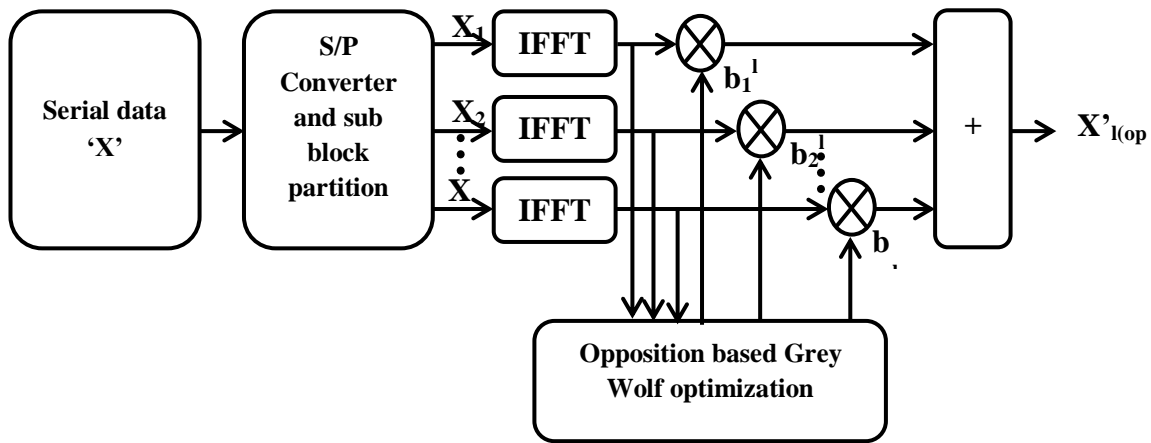 Serial data
‘X’
S/P
Converter
and sub
block
partition
X₁
IFFT
b₁ˡ
X₂
IFFT
b₂ˡ
X
IFFT
b
+
X’l(op
Opposition based Grey
Wolf optimization